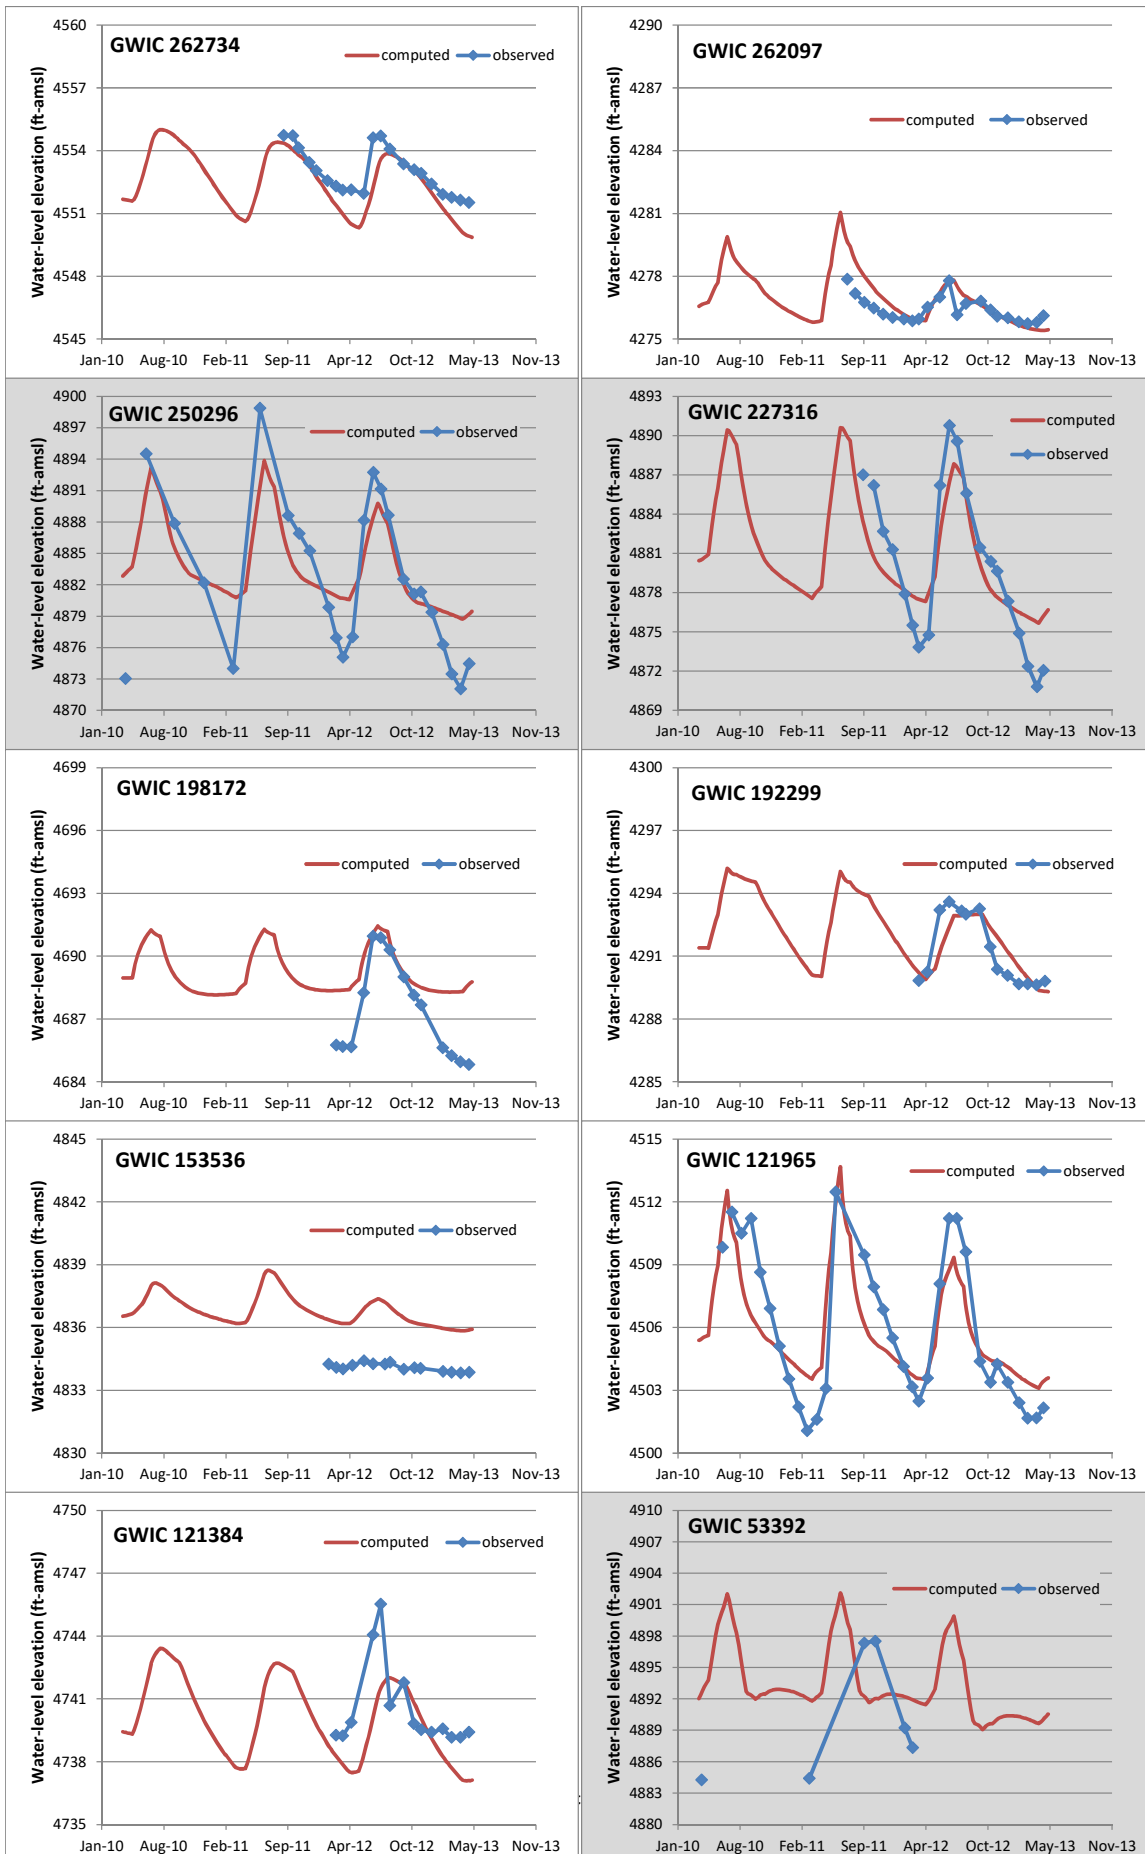 GWIC 262734
computed observed
Water-level elevation (ft-amsl)
4560
4557
4554
4551
4548
4545
Jan-10 Aug-10 Feb-11 Sep-11 Apr-12 Oct-12 May-13 Nov-13
GWIC 262097
computed observed
Water-level elevation (ft-amsl)
4290
4287
4284
4281
4278
4275
Jan-10 Aug-10 Feb-11 Sep-11 Apr-12 Oct-12 May-13 Nov-13
GWIC 250296
computed observed
Water-level elevation (ft-amsl)
4900
4897
4894
4891
4888
4885
4882
4879
4876
4873
4870
Jan-10 Aug-10 Feb-11 Sep-11 Apr-12 Oct-12 May-13 Nov-13
GWIC 227316
computed
observed
Water-level elevation (ft-amsl)
4893
4890
4887
4884
4881
4878
4875
4872
4869
Jan-10 Aug-10 Feb-11 Sep-11 Apr-12 Oct-12 May-13 Nov-13
GWIC 198172
computed observed
Water-level elevation (ft-amsl)
4699
4696
4693
4690
4687
4684
Jan-10 Aug-10 Feb-11 Sep-11 Apr-12 Oct-12 May-13 Nov-13
GWIC 192299
computed observed
Water-level elevation (ft-amsl)
4300
4297
4294
4291
4288
4285
Jan-10 Aug-10 Feb-11 Sep-11 Apr-12 Oct-12 May-13 Nov-13
GWIC 153536
computed observed
Water-level elevation (ft-amsl)
4845
4842
4839
4836
4833
4830
Jan-10 Aug-10 Feb-11 Sep-11 Apr-12 Oct-12 May-13 Nov-13
GWIC 121965
computed observed
Water-level elevation (ft-amsl)
4515
4512
4509
4506
4503
4500
Jan-10 Aug-10 Feb-11 Sep-11 Apr-12 Oct-12 May-13 Nov-13
GWIC 121384
computed observed
Water-level elevation (ft-amsl)
4750
4747
4744
4741
4738
4735
Jan-10 Aug-10 Feb-11 Sep-11 Apr-12 Oct-12 May-13 Nov-13
GWIC 53392
computed observed
Water-level elevation (ft-amsl)
4910
4907
4904
4901
4898
4895
4892
4889
4886
4883
4880
Jan-10 Aug-10 Feb-11 Sep-11 Apr-12 Oct-12 May-13 Nov-13